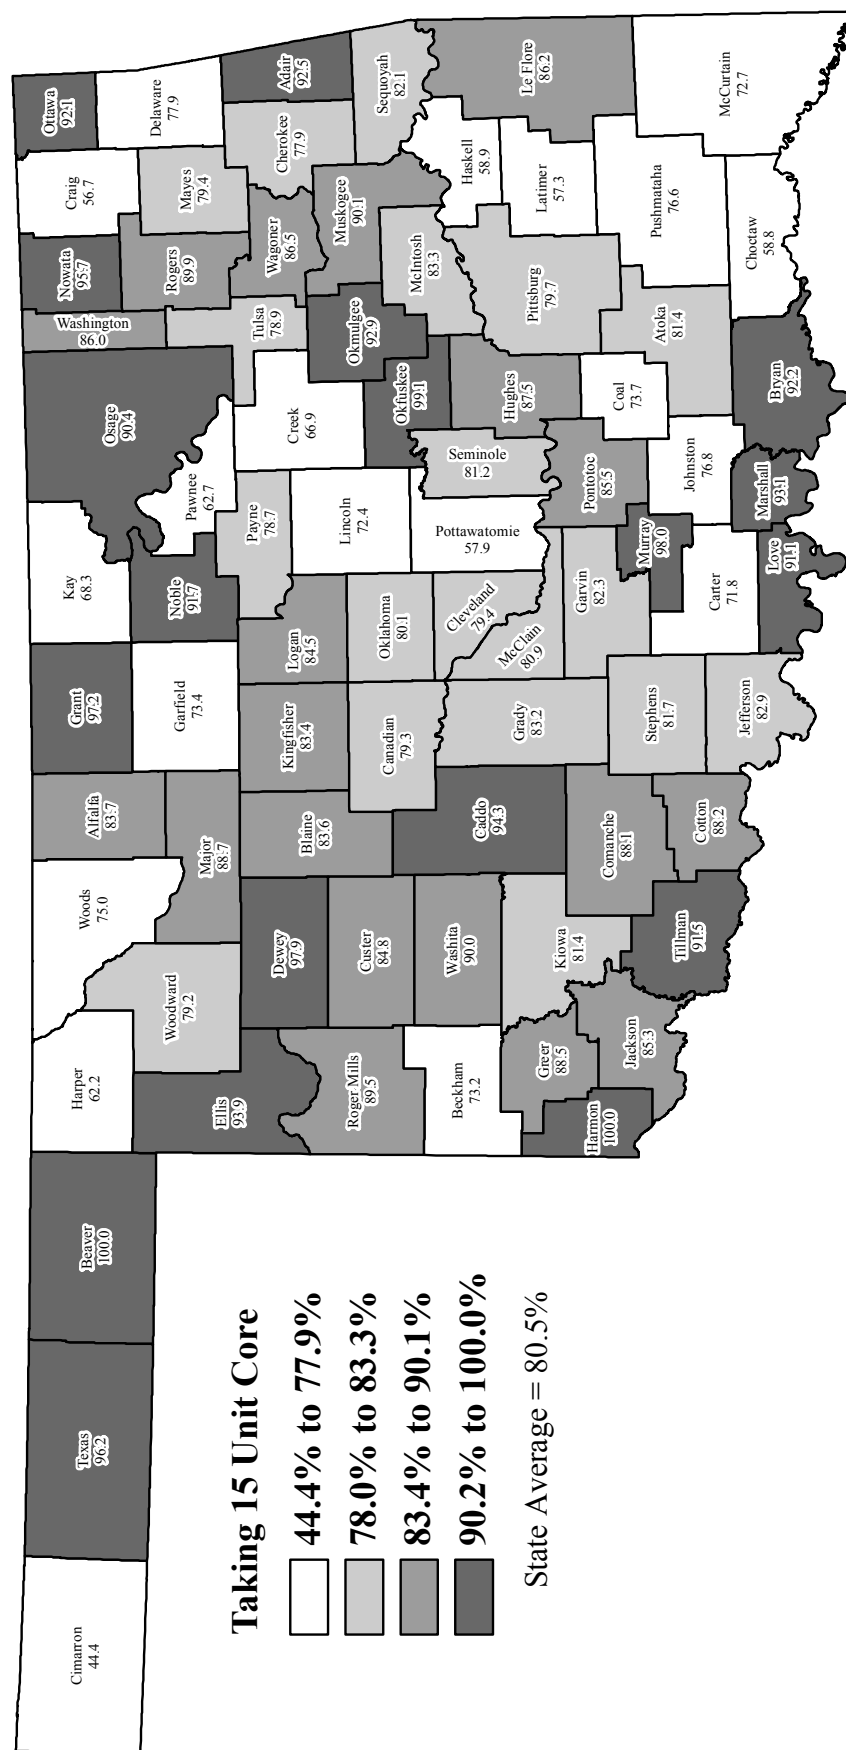 Cimarron
44.4
Texas
96.2
Beaver
100.0
Harper
62.2
Woods
75.0
Alfalfa
83.7
Grant
97.2
Kay
68.3
Osage
90.4
Washington
86.0
Nowata
95.7
Craig
56.7
Ottawa
92.1
Ellis
93.9
Woodward
79.2
Major
88.7
Garfield
73.4
Noble
91.7
Pawnee
62.7
Rogers
89.9
Mayes
79.4
Delaware
77.9
Dewey
97.9
Blaine
83.6
Kingfisher
83.4
Logan
84.5
Payne
78.7
Creek
66.9
Tulsa
78.9
Wagoner
86.5
Cherokee
77.9
Adair
92.5
Roger Mills
89.5
Custer
84.8
Canadian
79.3
Oklahoma
80.1
Lincoln
72.4
Okfuskee
99.1
Okmulgee
92.9
Muskogee
90.1
Sequoyah
82.1
Beckham
73.2
Washita
90.0
Caddo
94.3
Grady
83.2
Cleveland
79.4
McClain
80.9
Pottawatomie
57.9
Seminole
81.2
Hughes
87.5
McIntosh
83.3
Haskell
58.9
Le Flore
86.2
Pittsburg
79.7
Latimer
57.3
Harmon
100.0
Greer
88.5
Kiowa
81.4
Comanche
88.1
Stephens
81.7
Garvin
82.3
Murray
98.0
Pontotoc
85.5
Coal
73.7
Atoka
81.4
Pushmataha
76.6
McCurtain
72.7
Jackson
85.3
Tillman
91.5
Cotton
88.2
Jefferson
82.9
Carter
71.8
Love
91.1
Johnston
76.8
Marshall
93.1
Bryan
92.2
Choctaw
58.8
Taking 15 Unit Core
44.4% to 77.9%
78.0% to 83.3%
83.4% to 90.1%
90.2% to 100.0%
State Average = 80.5%